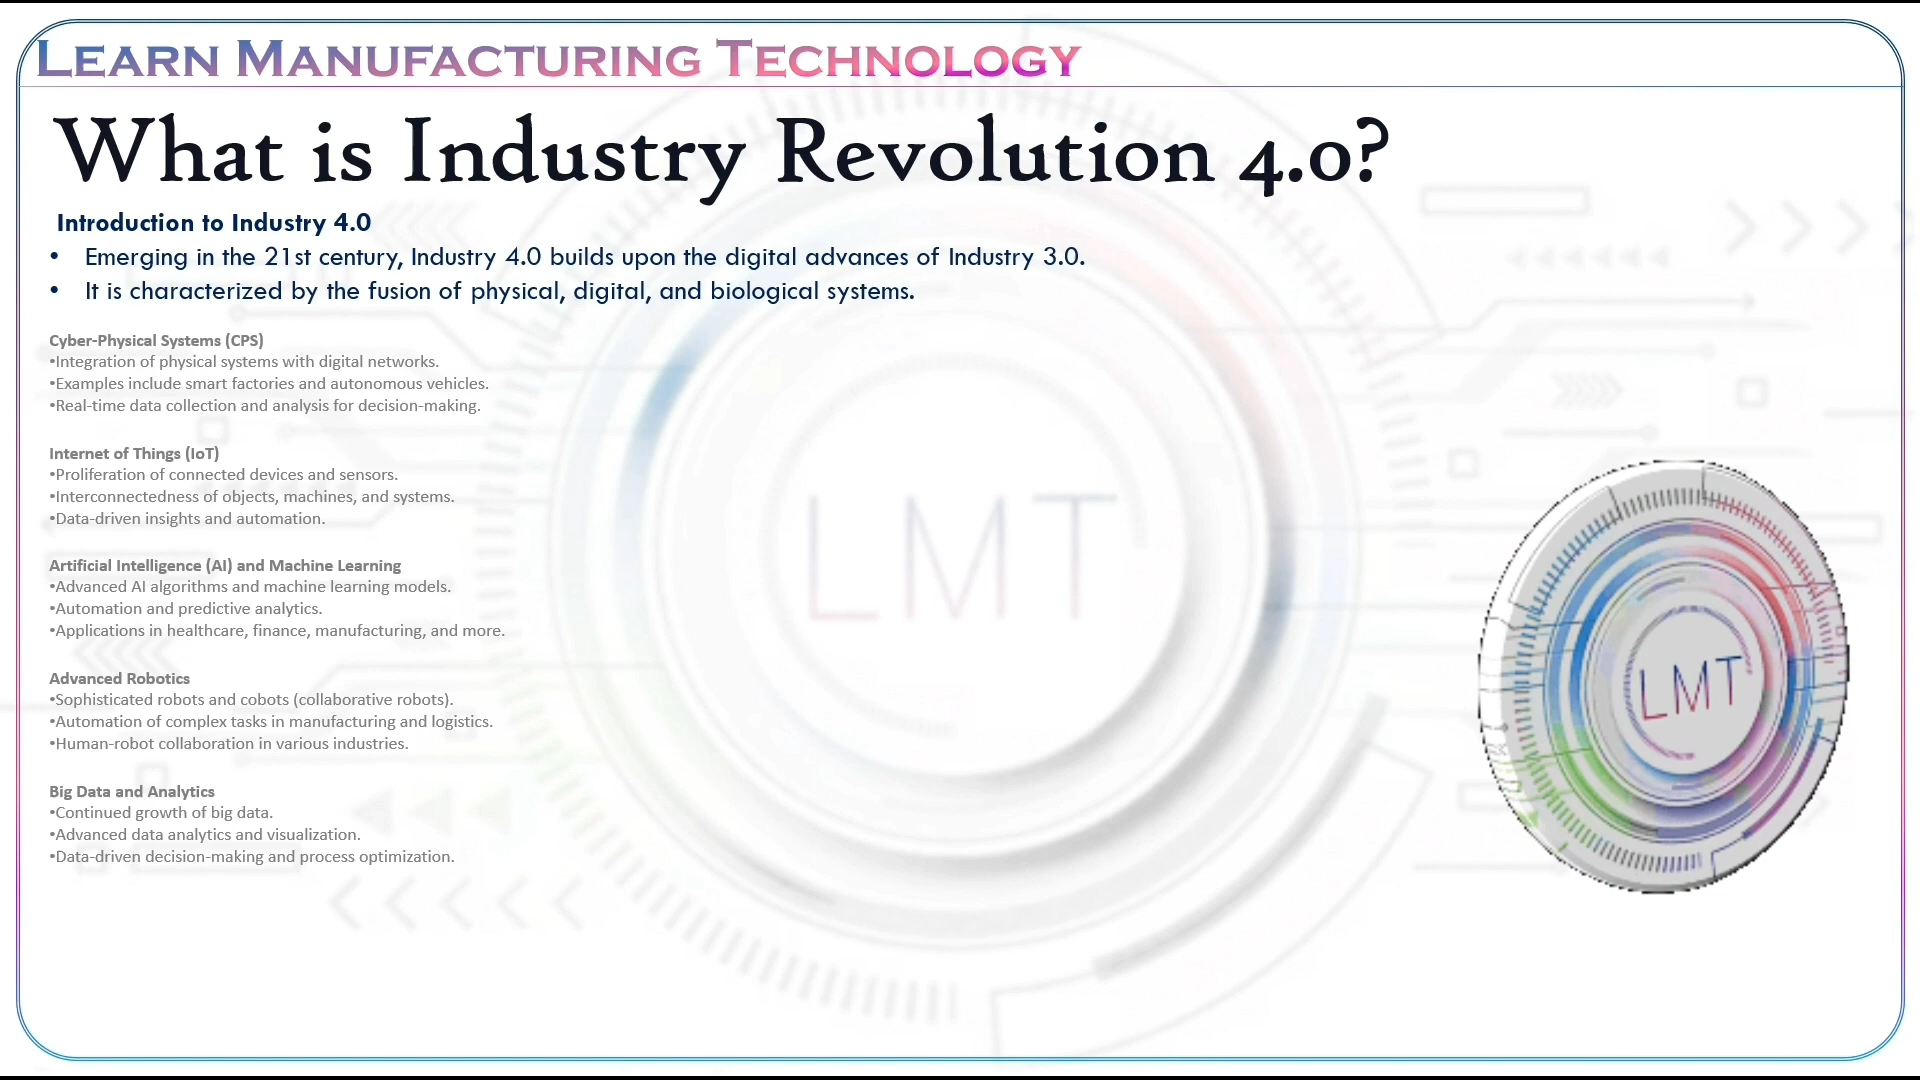 LEARN MANUFACTURING TECHNOLOGY
What is Industry Revolution 4.0?
Introduction to Industry 4.0
• Emerging in the 21st century, Industry 4.0 builds upon the digital advances of Industry 3.0.
• It is characterized by the fusion of physical, digital, and biological systems.
Cyber-Physical Systems (CPS)
•Integration of physical systems with digital networks.
•Examples include smart factories and autonomous vehicles.
•Real-time data collection and analysis for decision-making.
Internet of Things (IoT)
•Proliferation of connected devices and sensors.
•Interconnectedness of objects, machines, and systems.
•Data-driven insights and automation.
Artificial Intelligence (AI) and Machine Learning
•Advanced AI algorithms and machine learning models.
•Automation and predictive analytics.
•Applications in healthcare, finance, manufacturing, and more.
Advanced Robotics
•Sophisticated robots and cobots (collaborative robots).
•Automation of complex tasks in manufacturing and logistics.
•Human-robot collaboration in various industries.
Big Data and Analytics
•Continued growth of big data.
•Advanced data analytics and visualization.
•Data-driven decision-making and process optimization.
LMT
LMT